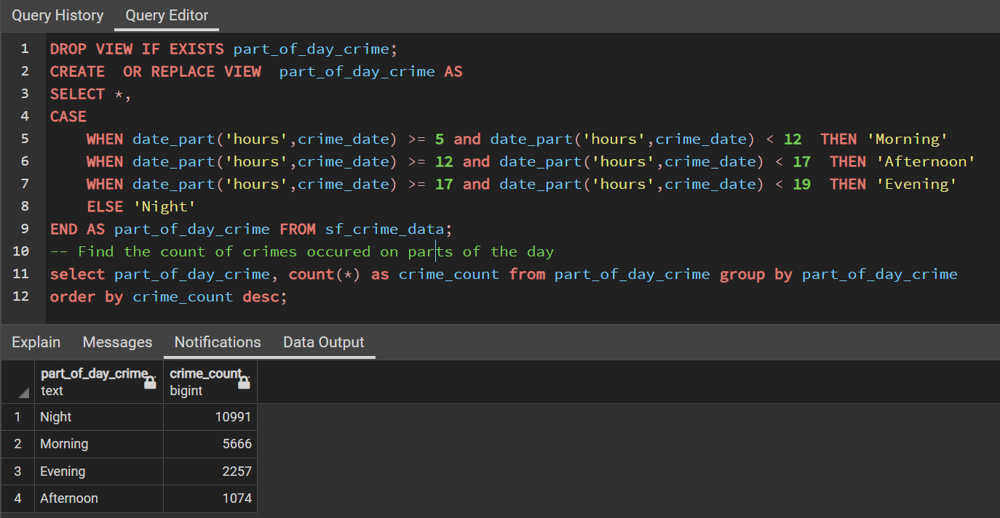 Query History Query Editor
1 DROP VIEW IF EXISTS part_of_day_crime;
2 CREATE  OR REPLACE VIEW  part_of_day_crime AS
3 SELECT *,
4 CASE
5     WHEN date_part('hours',crime_date) >= 5 and date_part('hours',crime_date) < 12  THEN 'Morning'
6     WHEN date_part('hours',crime_date) >= 12 and date_part('hours',crime_date) < 17  THEN 'Afternoon'
7     WHEN date_part('hours',crime_date) >= 17 and date_part('hours',crime_date) < 19  THEN 'Evening'
8     ELSE 'Night'
9 END AS part_of_day_crime FROM sf_crime_data;
10 -- Find the count of crimes occured on parts of the day
11 select part_of_day_crime, count(*) as crime_count from part_of_day_crime group by part_of_day_crime
12 order by crime_count desc;
Explain Messages Notifications Data Output
part_of_day_crime crime_count
text bigint
1 Night 10991
2 Morning 5666
3 Evening 2257
4 Afternoon 1074